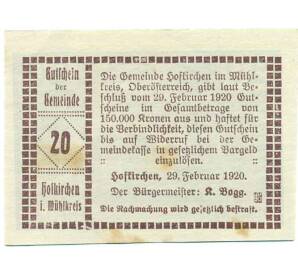 Gutschein
der
Gemeinde
20
Hofkirchen
i. Mühlkreis
Die Gemeinde Hofkirchen im Mühl-
kreis, Oberösterreich, gibt laut Be-
schluß vom 29. Februar 1920 Gut-
scheine im Gesamtbetrage von
150.000 Kronen aus und haftet für
die Verbindlichkeit, diesen Gutschein
bis auf Widerruf bei der Ge-
meindekasse in gesetzlichen Bargeld
einzulösen.
Hofkirchen, 29. Februar 1920.
Der Bürgermeister: K. Bogg.
Die Nachmachung wird gesetzlich bestraft.